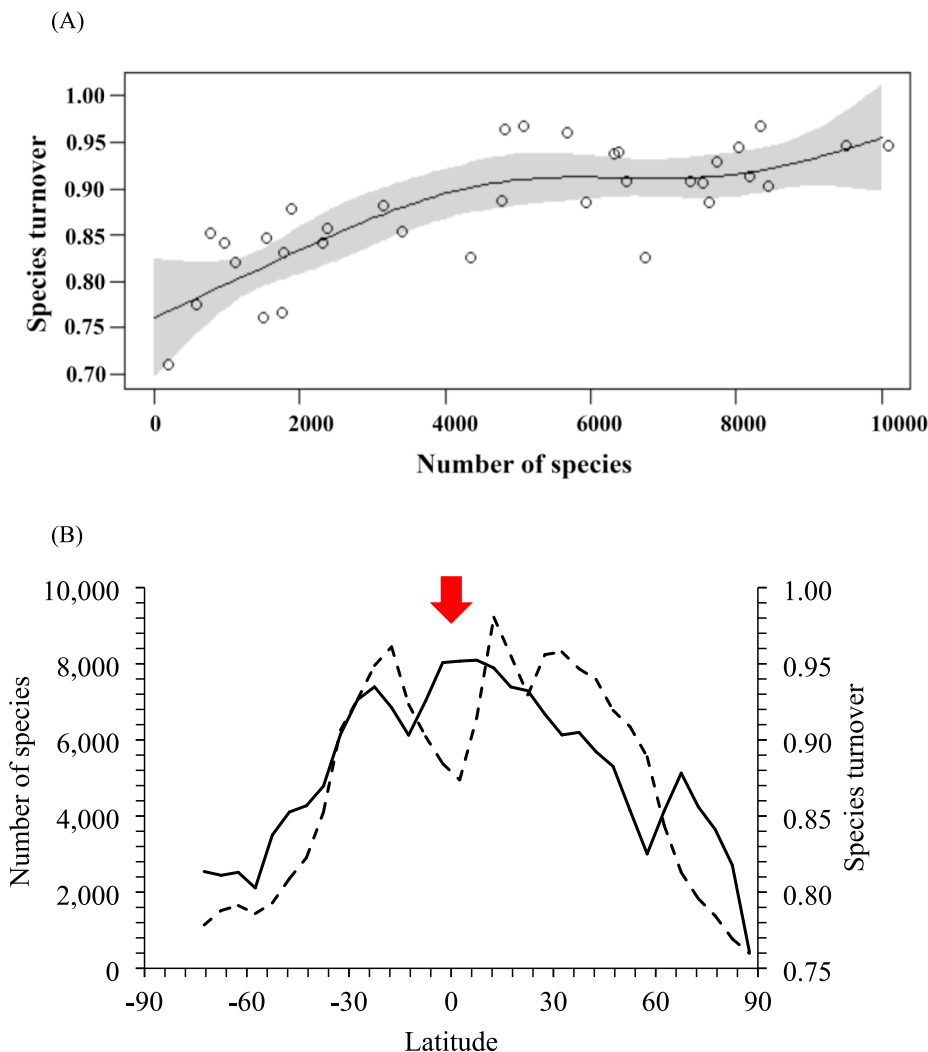 (A)
Species turnover
1.00
0.95
0.90
0.85
0.80
0.75
0.70
0 2000 4000 6000 8000 10000
Number of species
(B)
Number of species
10,000
8,000
6,000
4,000
2,000
0
1.00
0.95
0.90
0.85
0.80
0.75
Species turnover
-90 -60 -30 0 30 60 90
Latitude